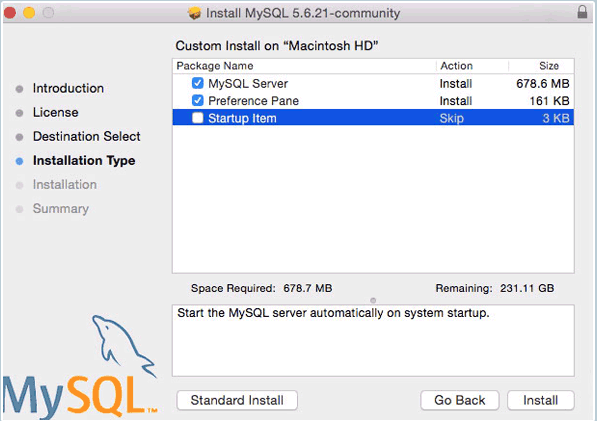 Install MySQL 5.6.21-community
Custom Install on “Macintosh HD”
Package Name Action Size
MySQL Server Install 678.6 MB
Preference Pane Install 161 KB
Startup Item Skip 3 KB
Introduction
License
Destination Select
Installation Type
Installation
Summary
Space Required: 678.7 MB Remaining: 231.11 GB
Start the MySQL server automatically on system startup.
MySQL™
Standard Install Go Back Install